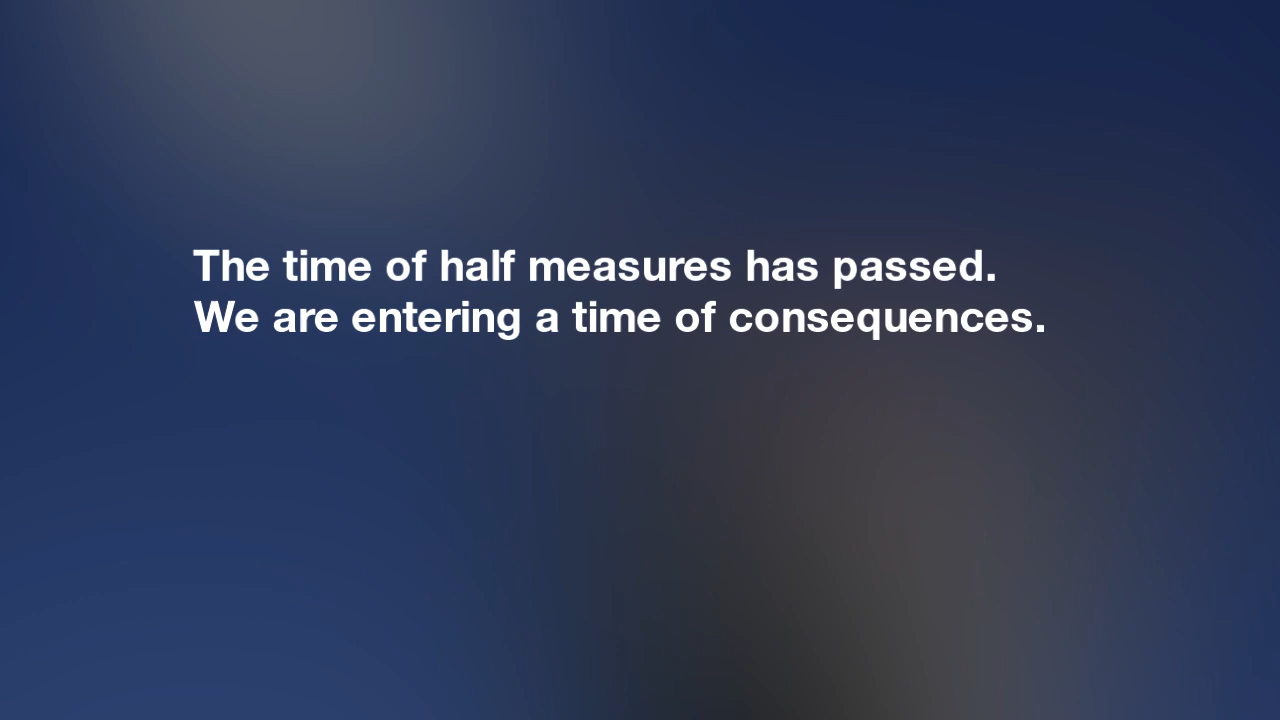 The time of half measures has passed.
We are entering a time of consequences.